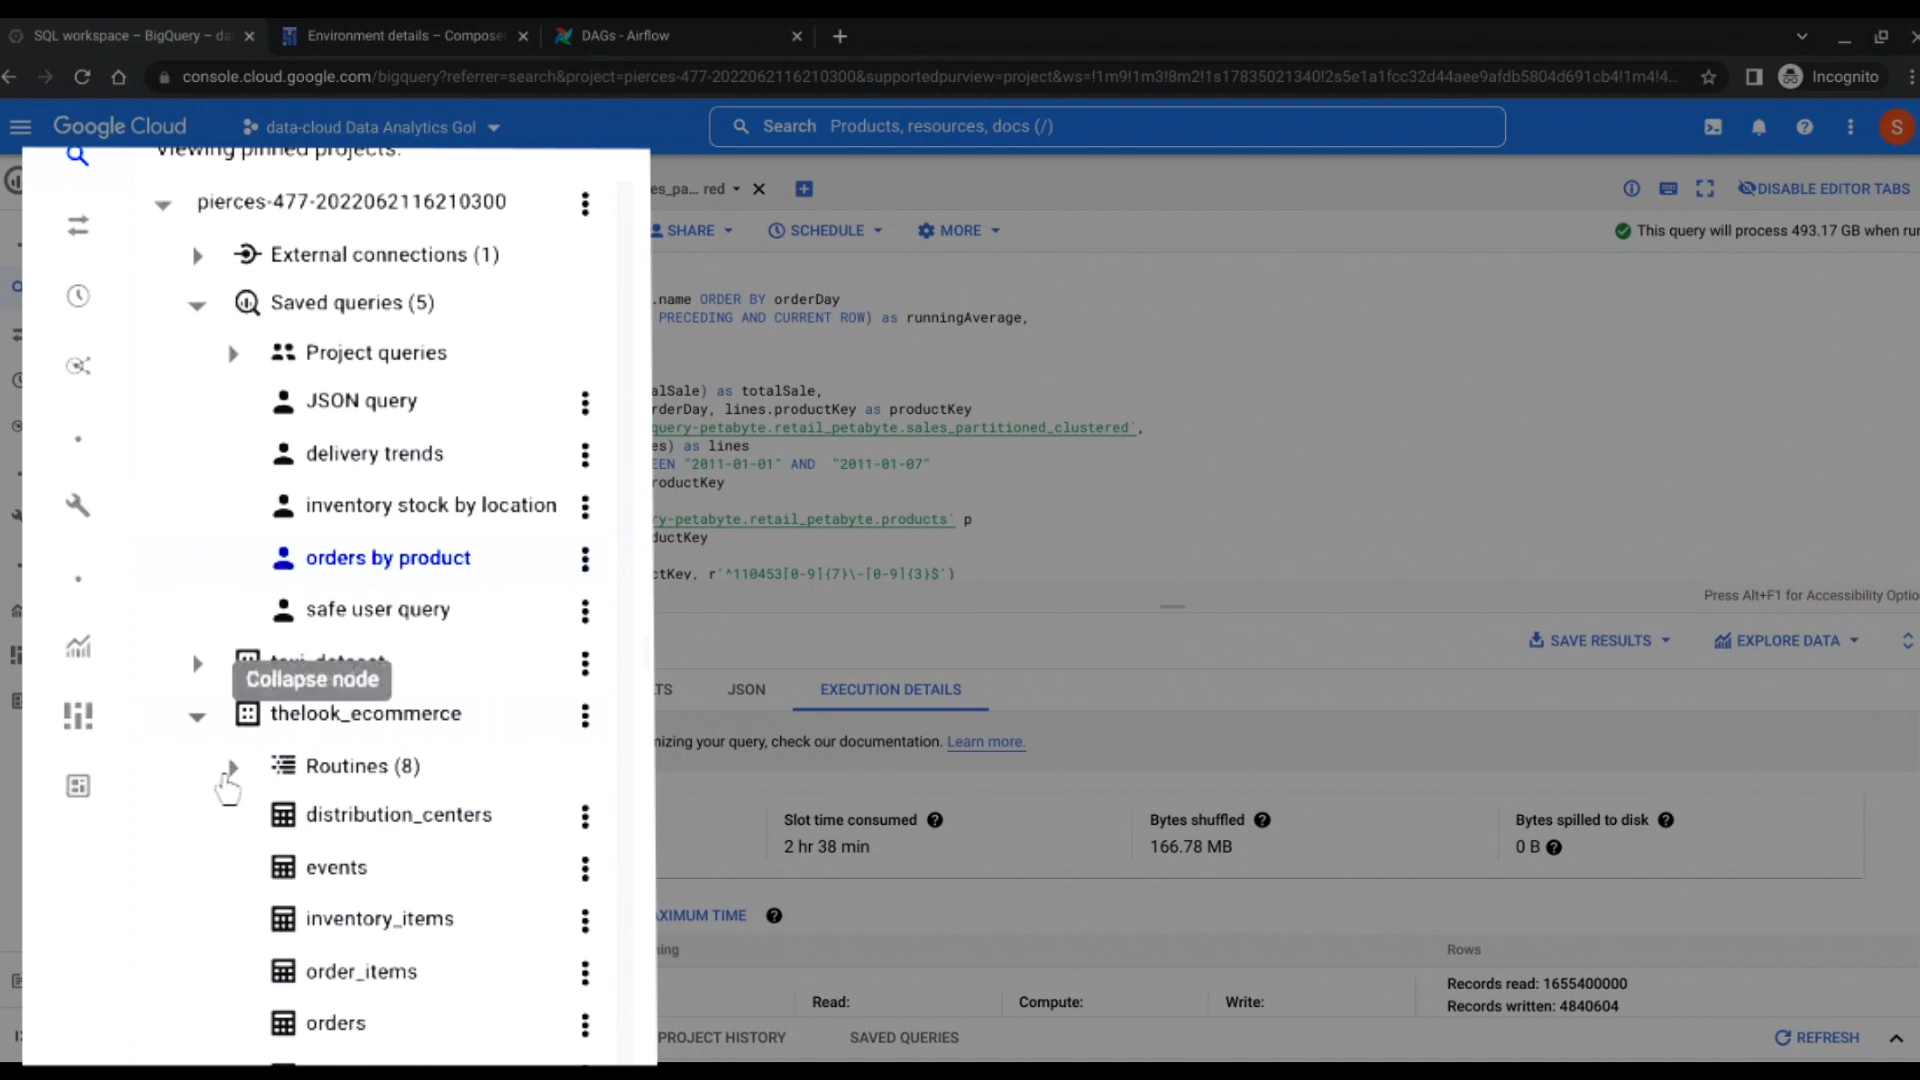 SQL workspace – BigQuery – da
Environment details – Compose
DAGs - Airflow
console.cloud.google.com/bigquery?referrer=search&project=pierces-477-2022062116210300&supportedpurview=project&ws=!1m9!1m3!8m2!1s17835021340!2s5e1a1fcc32d44aee9afdb5804d691cb4!1m4!4...
Incognito
Google Cloud
data-cloud Data Analytics Gol
Search Products, resources, docs (/)
S
Viewing pinned projects.
pierces-477-2022062116210300
External connections (1)
Saved queries (5)
Project queries
JSON query
delivery trends
inventory stock by location
orders by product
safe user query
Collapse node
thelook_ecommerce
Routines (8)
distribution_centers
events
inventory_items
order_items
orders
es_pa... red
DISABLE EDITOR TABS
SHARE
SCHEDULE
MORE
This query will process 493.17 GB when ru
.name ORDER BY orderDay
PRECEDING AND CURRENT ROW) as runningAverage,
alSale) as totalSale,
rderDay, lines.productKey as productKey
query-petabyte.retail_petabyte.sales_partitioned_clustered`,
es) as lines
EEN "2011-01-01" AND "2011-01-07"
roductKey
ry-petabyte.retail_petabyte.products` p
ductKey
ctKey, r'^110453[0-9]{7}\-[0-9]{3}$')
Press Alt+F1 for Accessibility Optio
SAVE RESULTS
EXPLORE DATA
TS
JSON
EXECUTION DETAILS
mizing your query, check our documentation. Learn more.
Slot time consumed
2 hr 38 min
Bytes shuffled
166.78 MB
Bytes spilled to disk
0 B
AXIMUM TIME
ning
Rows
Read:
Compute:
Write:
Records read: 1655400000
Records written: 4840604
PROJECT HISTORY
SAVED QUERIES
REFRESH